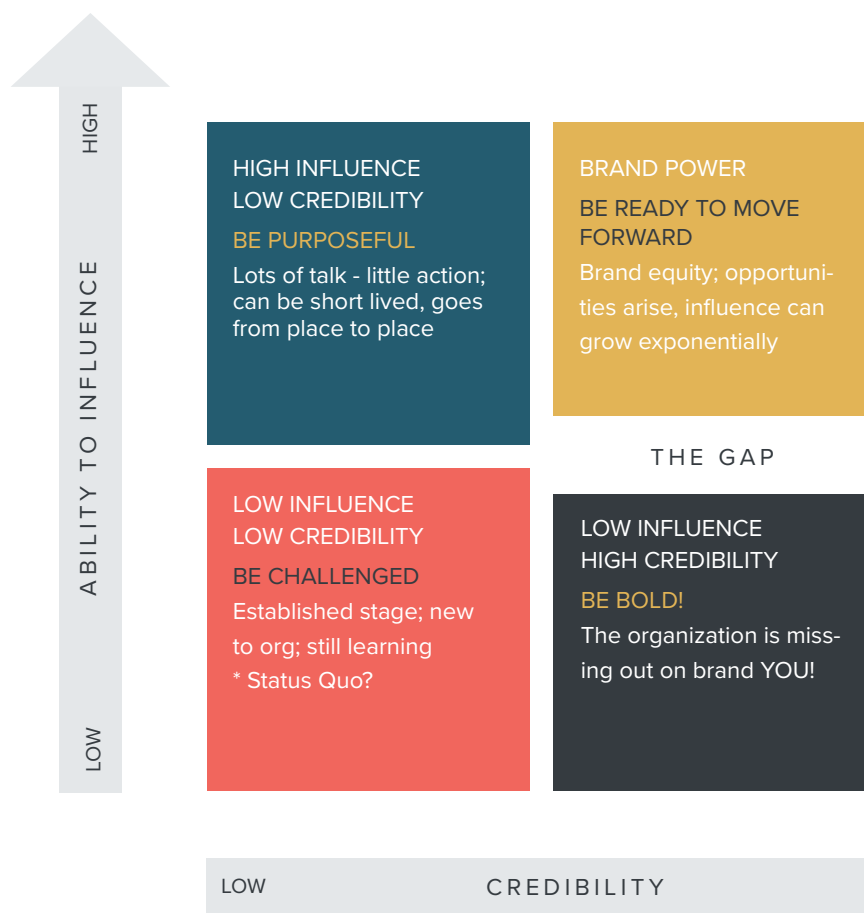 HIGH
ABILITY TO INFLUENCE
LOW
HIGH INFLUENCE
LOW CREDIBILITY
BE PURPOSEFUL
Lots of talk - little action;
can be short lived, goes
from place to place
BRAND POWER
BE READY TO MOVE
FORWARD
Brand equity; opportuni-
ties arise, influence can
grow exponentially
THE GAP
LOW INFLUENCE
LOW CREDIBILITY
BE CHALLENGED
Established stage; new
to org; still learning
* Status Quo?
LOW INFLUENCE
HIGH CREDIBILITY
BE BOLD!
The organization is miss-
ing out on brand YOU!
LOW
CREDIBILITY